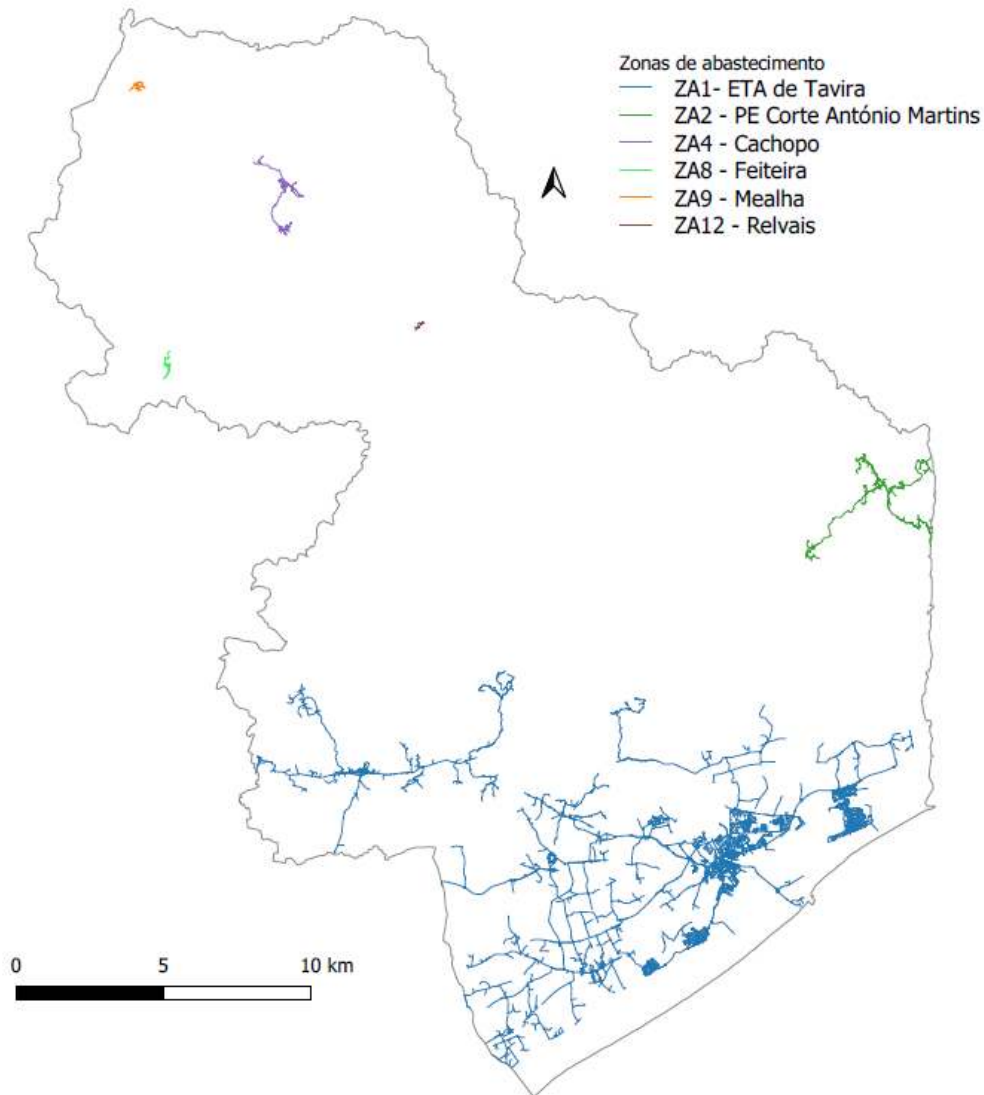 Zonas de abastecimento
ZA1- ETA de Tavira
ZA2 - PE Corte António Martins
ZA4 - Cachopo
ZA8 - Feiteira
ZA9 - Mealha
ZA12 - Relvais
0 5 10 km